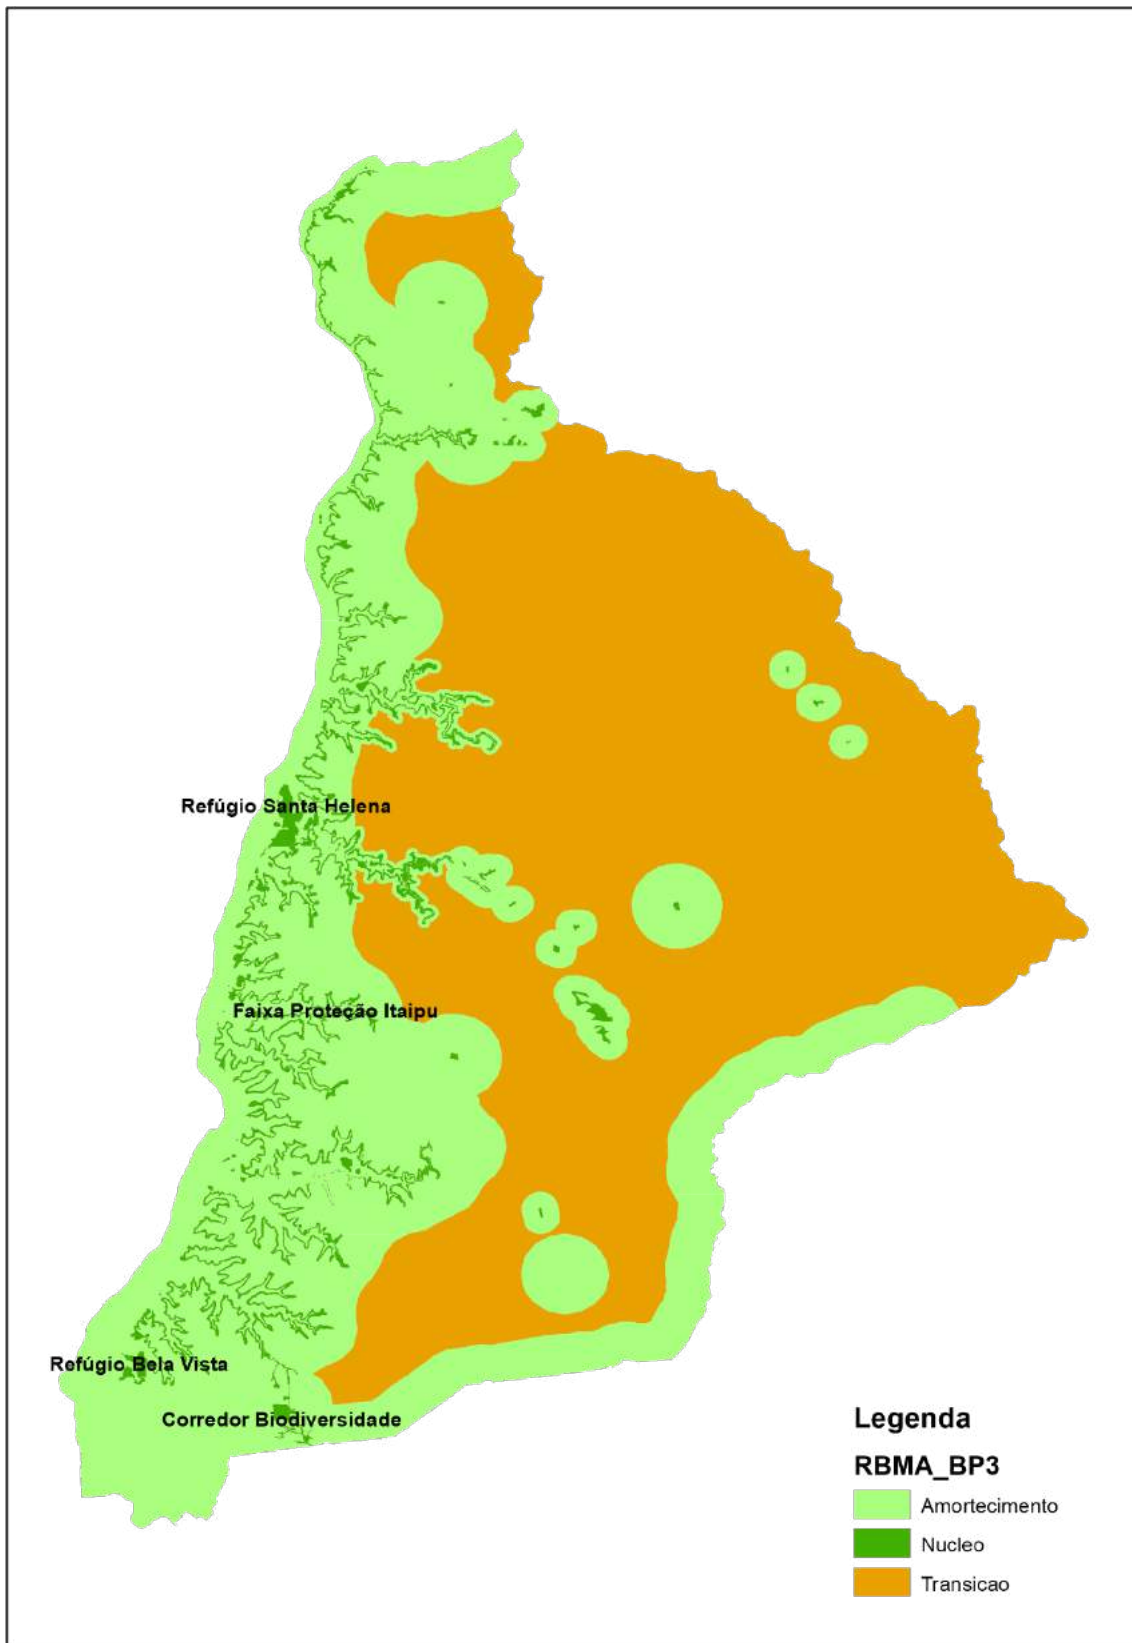 Refúgio Santa Helena
Faixa Proteção Itaipu
Refúgio Bela Vista
Corredor Biodiversidade
Legenda
RBMA_BP3
Amortecimento
Nucleo
Transicao